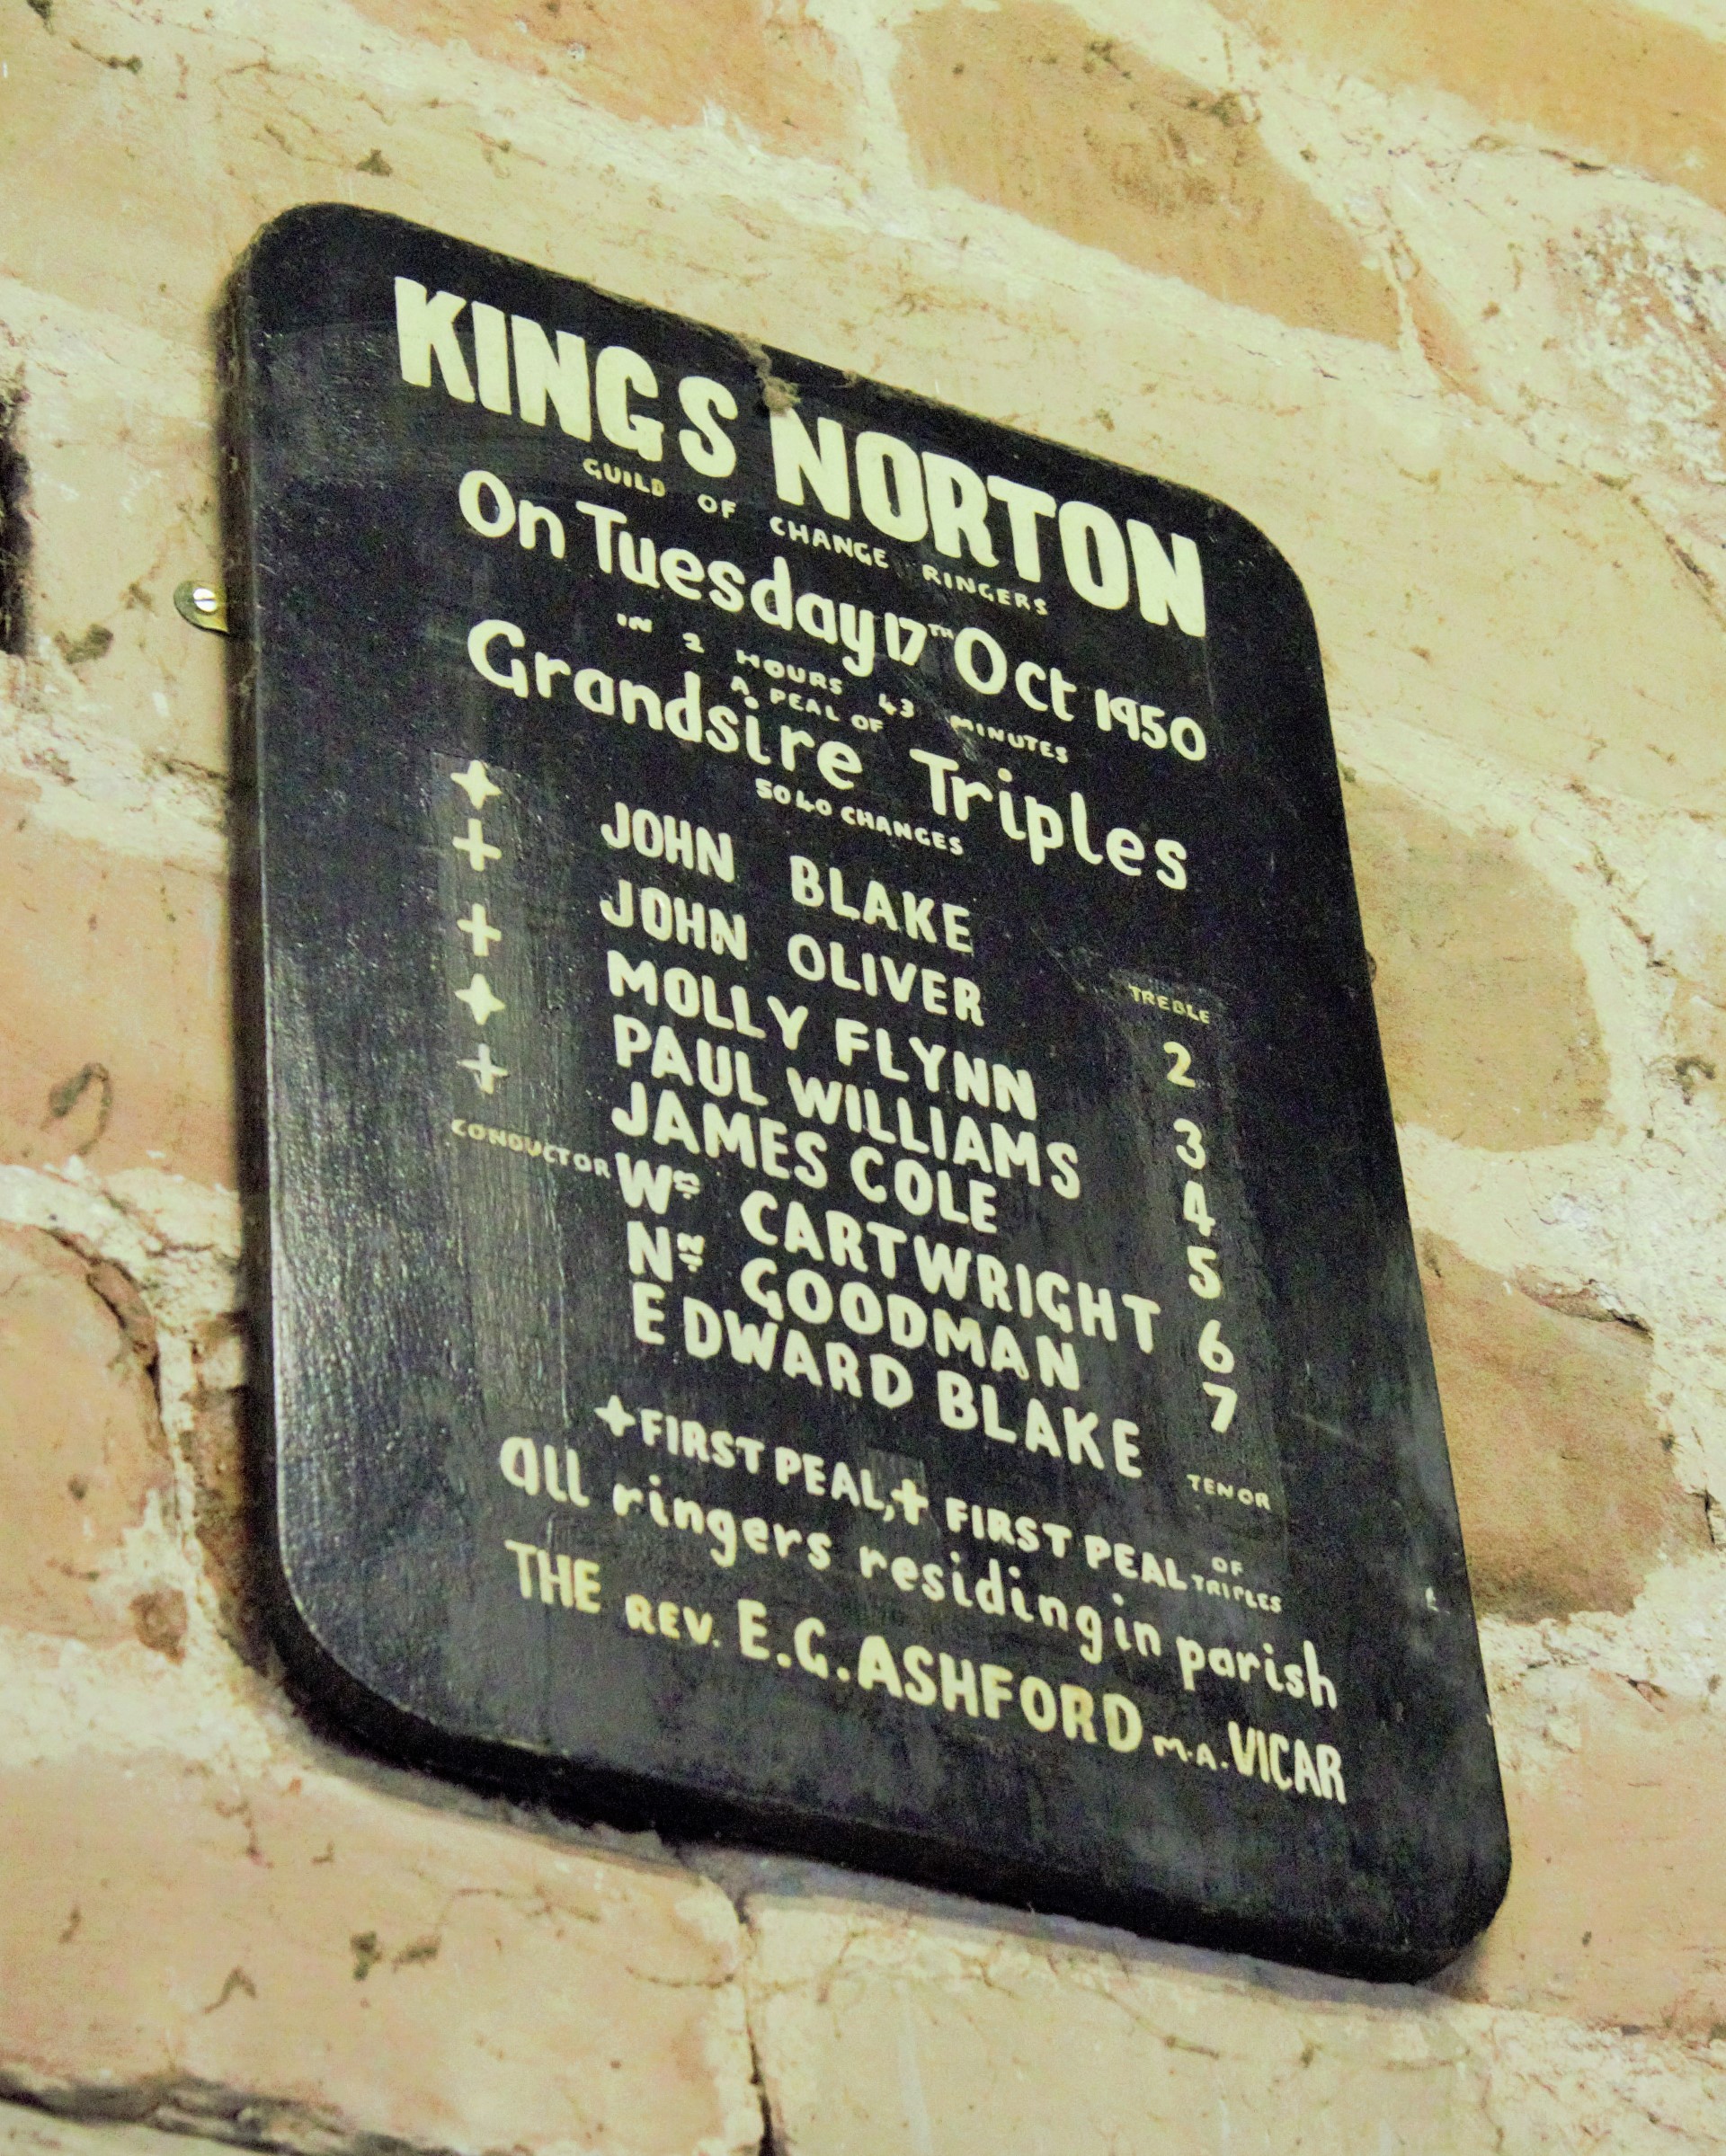 KINGS NORTON
GUILD OF CHANGE RINGERS
On Tuesday 17TH Oct 1950
IN 2 HOURS 43 MINUTES
A PEAL OF
Grandsire Triples
5040 CHANGES
+ JOHN BLAKE TREBLE
+ JOHN OLIVER 2
+ MOLLY FLYNN 3
+ PAUL WILLIAMS 4
+ JAMES COLE 5
CONDUCTOR Wᵐ CARTWRIGHT 6
Nᴺ GOODMAN 7
EDWARD BLAKE TENOR
+FIRST PEAL, + FIRST PEAL OF TRIPLES
all ringers residing in parish
THE REV. E.G. ASHFORD M.A. VICAR